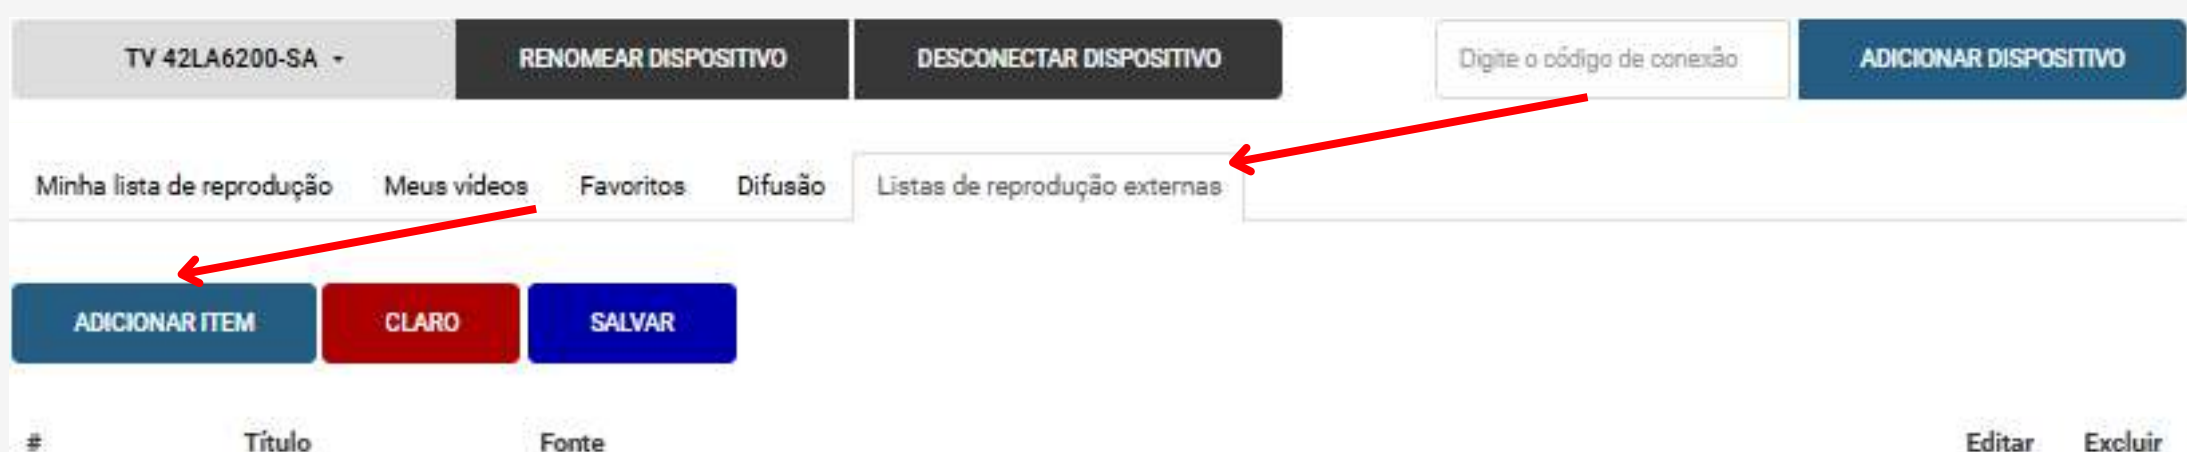 TV 42LA6200-SA RENOMEAR DISPOSITIVO DESCONECTAR DISPOSITIVO Digite o código de conexão ADICIONAR DISPOSITIVO
Minha lista de reprodução Meus vídeos Favoritos Difusão Listas de reprodução externas
ADICIONAR ITEM CLARO SALVAR
# Título Fonte Editar Excluir